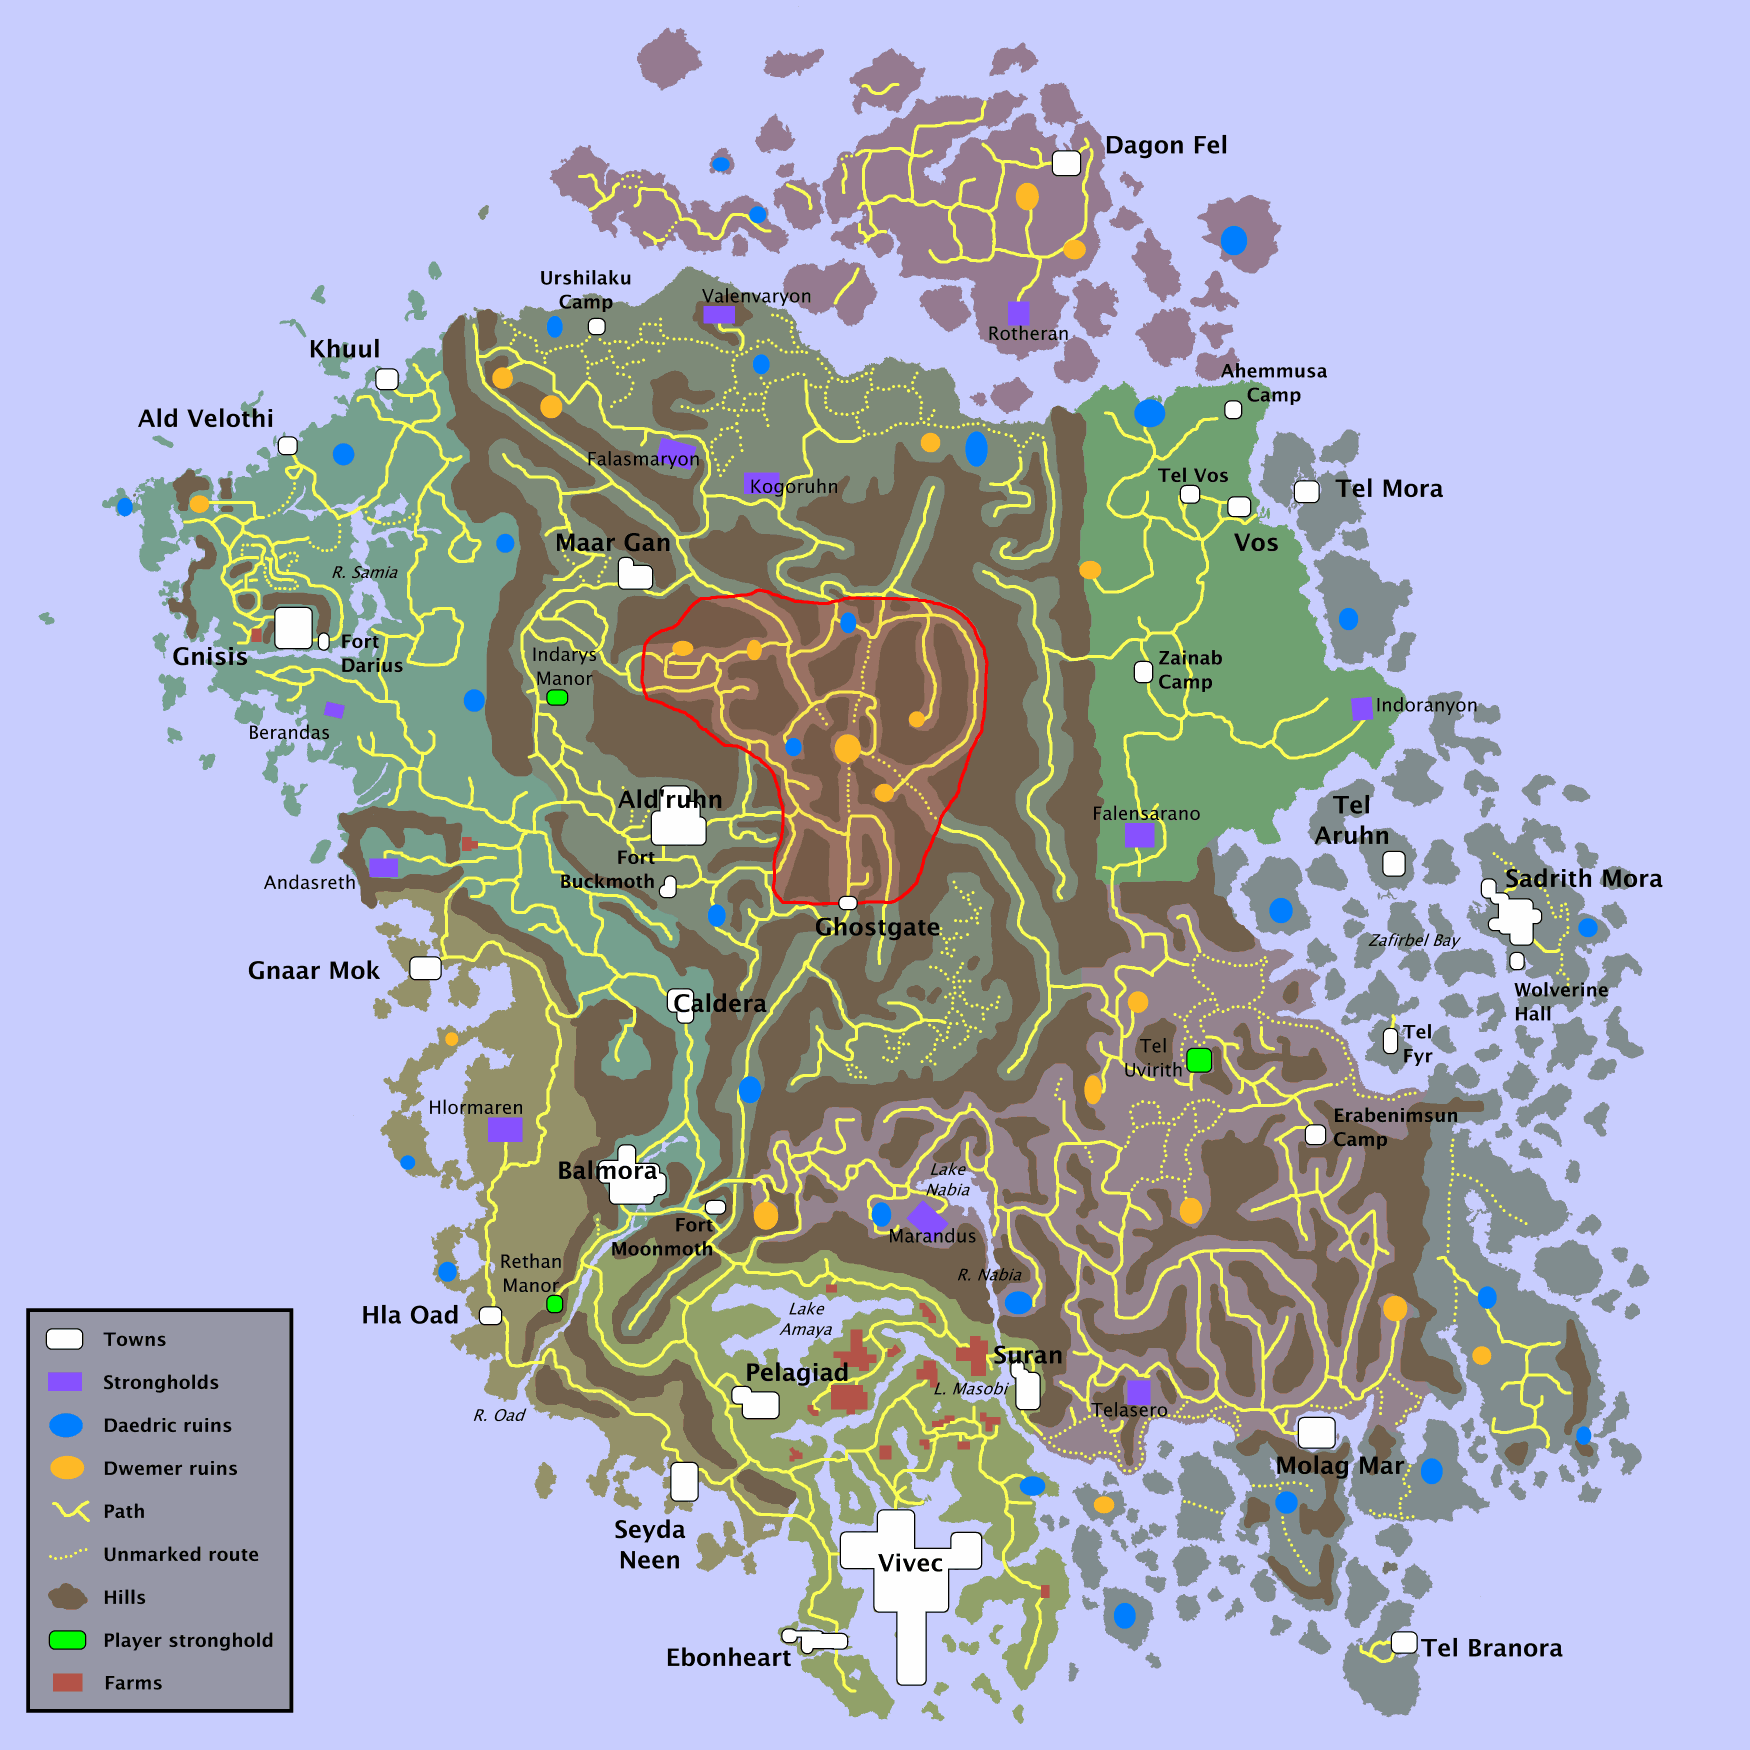 Dagon Fel
Urshilaku
Camp
Valenvaryon
Rotheran
Khuul
Ahemmusa
Camp
Ald Velothi
Falasmaryon
Kogoruhn
Tel Vos
Tel Mora
Vos
Maar Gan
R. Samia
Gnisis
Fort
Darius
Indarys
Manor
Zainab
Camp
Berandas
Indoranyon
Ald'ruhn
Falensarano
Tel
Aruhn
Fort
Buckmoth
Andasreth
Sadrith Mora
Ghostgate
Zafirbel Bay
Gnaar Mok
Caldera
Wolverine
Hall
Tel
Fyr
Tel
Uvirith
Hlormaren
Erabenimsun
Camp
Balmora
Lake
Nabia
Fort
Moonmoth
Marandus
Rethan
Manor
R. Nabia
Hla Oad
Lake
Amaya
Suran
Pelagiad
L. Masobi
Telasero
R. Oad
Molag Mar
Seyda
Neen
Vivec
Ebonheart
Tel Branora
Towns
Strongholds
Daedric ruins
Dwemer ruins
Path
Unmarked route
Hills
Player stronghold
Farms